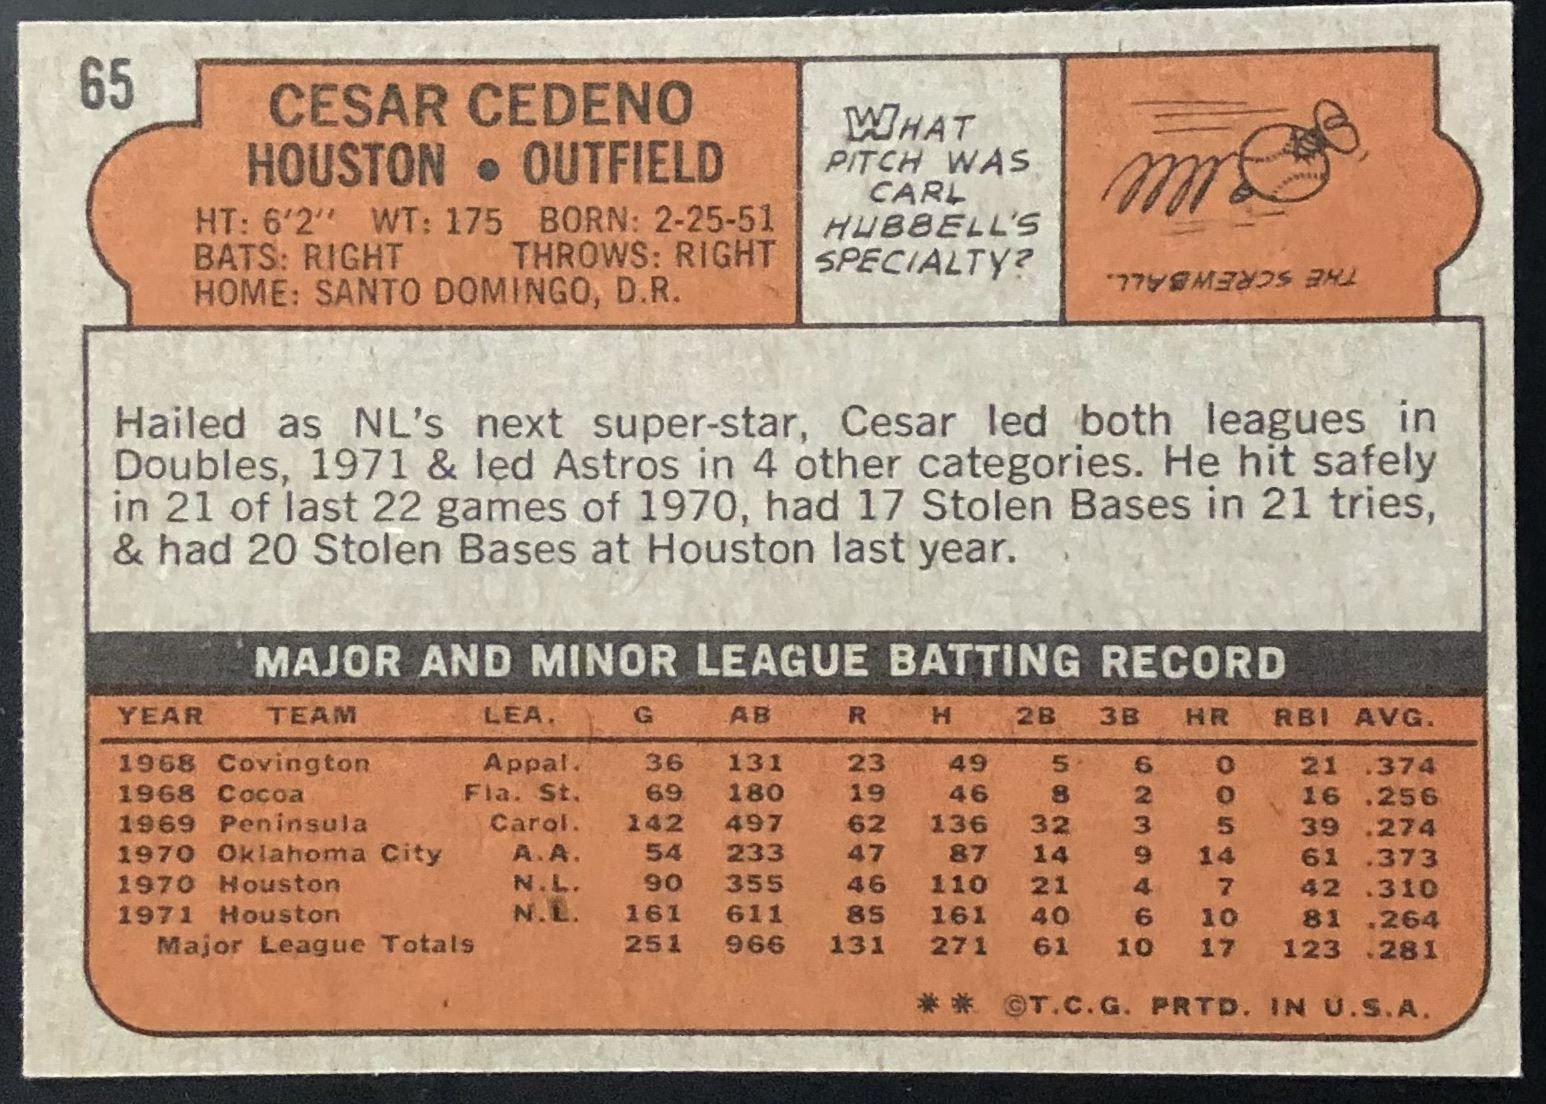 65
CESAR CEDENO
HOUSTON • OUTFIELD
HT: 6'2" WT: 175 BORN: 2-25-51
BATS: RIGHT THROWS: RIGHT
HOME: SANTO DOMINGO, D.R.
WHAT
PITCH WAS
CARL
HUBBELL'S
SPECIALTY?
THE SCREWBALL.
Hailed as NL's next super-star, Cesar led both leagues in
Doubles, 1971 & led Astros in 4 other categories. He hit safely
in 21 of last 22 games of 1970, had 17 Stolen Bases in 21 tries,
& had 20 Stolen Bases at Houston last year.
MAJOR AND MINOR LEAGUE BATTING RECORD
YEAR TEAM LEA. G AB R H 2B 3B HR RBI AVG.
1968 Covington Appal. 36 131 23 49 5 6 0 21 .374
1968 Cocoa Fla. St. 69 180 19 46 8 2 0 16 .256
1969 Peninsula Carol. 142 497 62 136 32 3 5 39 .274
1970 Oklahoma City A.A. 54 233 47 87 14 9 14 61 .373
1970 Houston N.L. 90 355 46 110 21 4 7 42 .310
1971 Houston N.L. 161 611 85 161 40 6 10 81 .264
Major League Totals 251 966 131 271 61 10 17 123 .281
** ©T.C.G. PRTD. IN U.S.A.